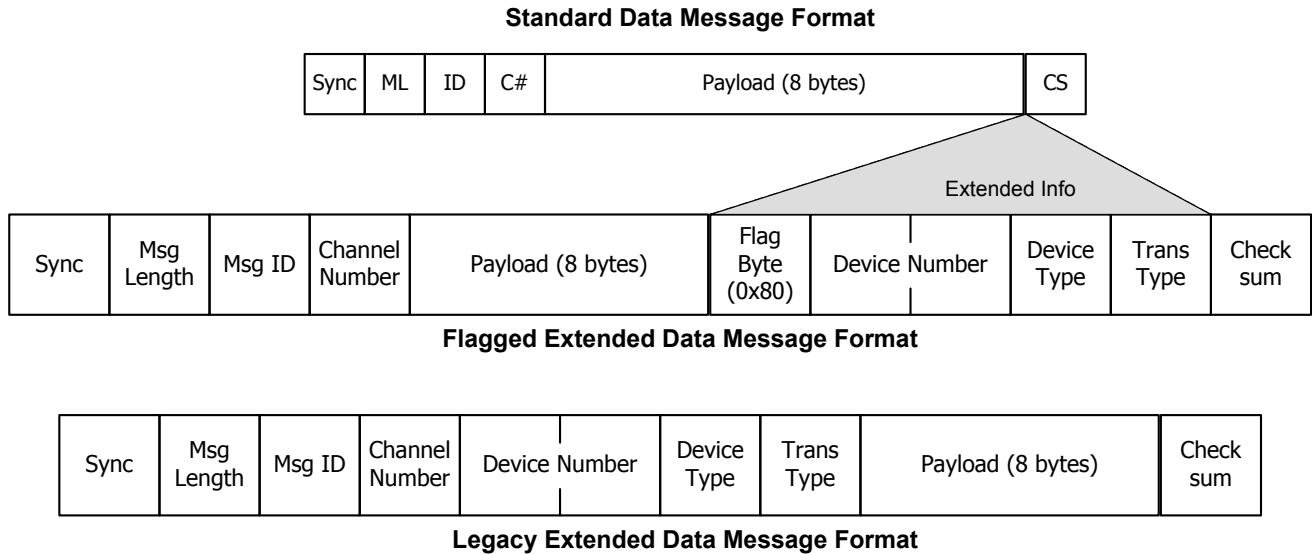 Standard Data Message Format
Sync ML ID C# Payload (8 bytes) CS
Extended Info
Sync
Msg
Length
Msg ID
Channel
Number
Payload (8 bytes)
Flag
Byte
(0x80)
Device Number
Device
Type
Trans
Type
Check
sum
Flagged Extended Data Message Format
Sync
Msg
Length
Msg ID
Channel
Number
Device Number
Device
Type
Trans
Type
Payload (8 bytes)
Check
sum
Legacy Extended Data Message Format